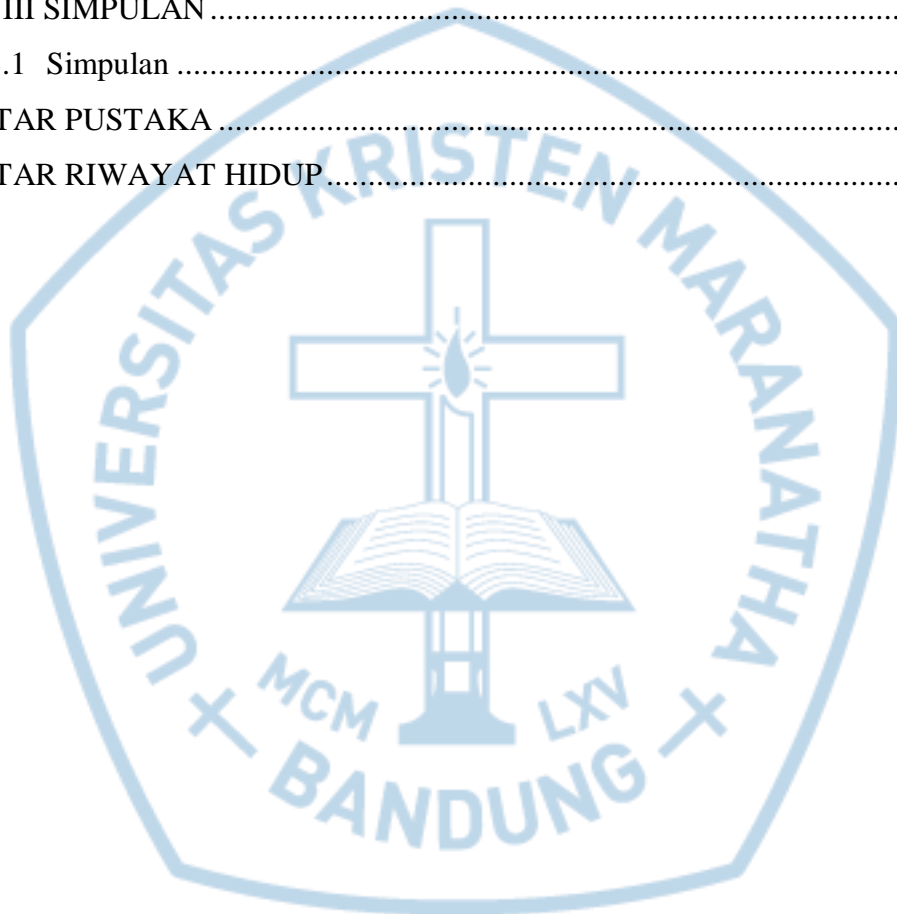 III SIMPULAN ................................................................................
.1 Simpulan ................................................................................
TAR PUSTAKA ................................................................................
TAR RIWAYAT HIDUP ................................................................................
UNIVERSITAS KRISTEN MARANATHA
MCM LXV
BANDUNG